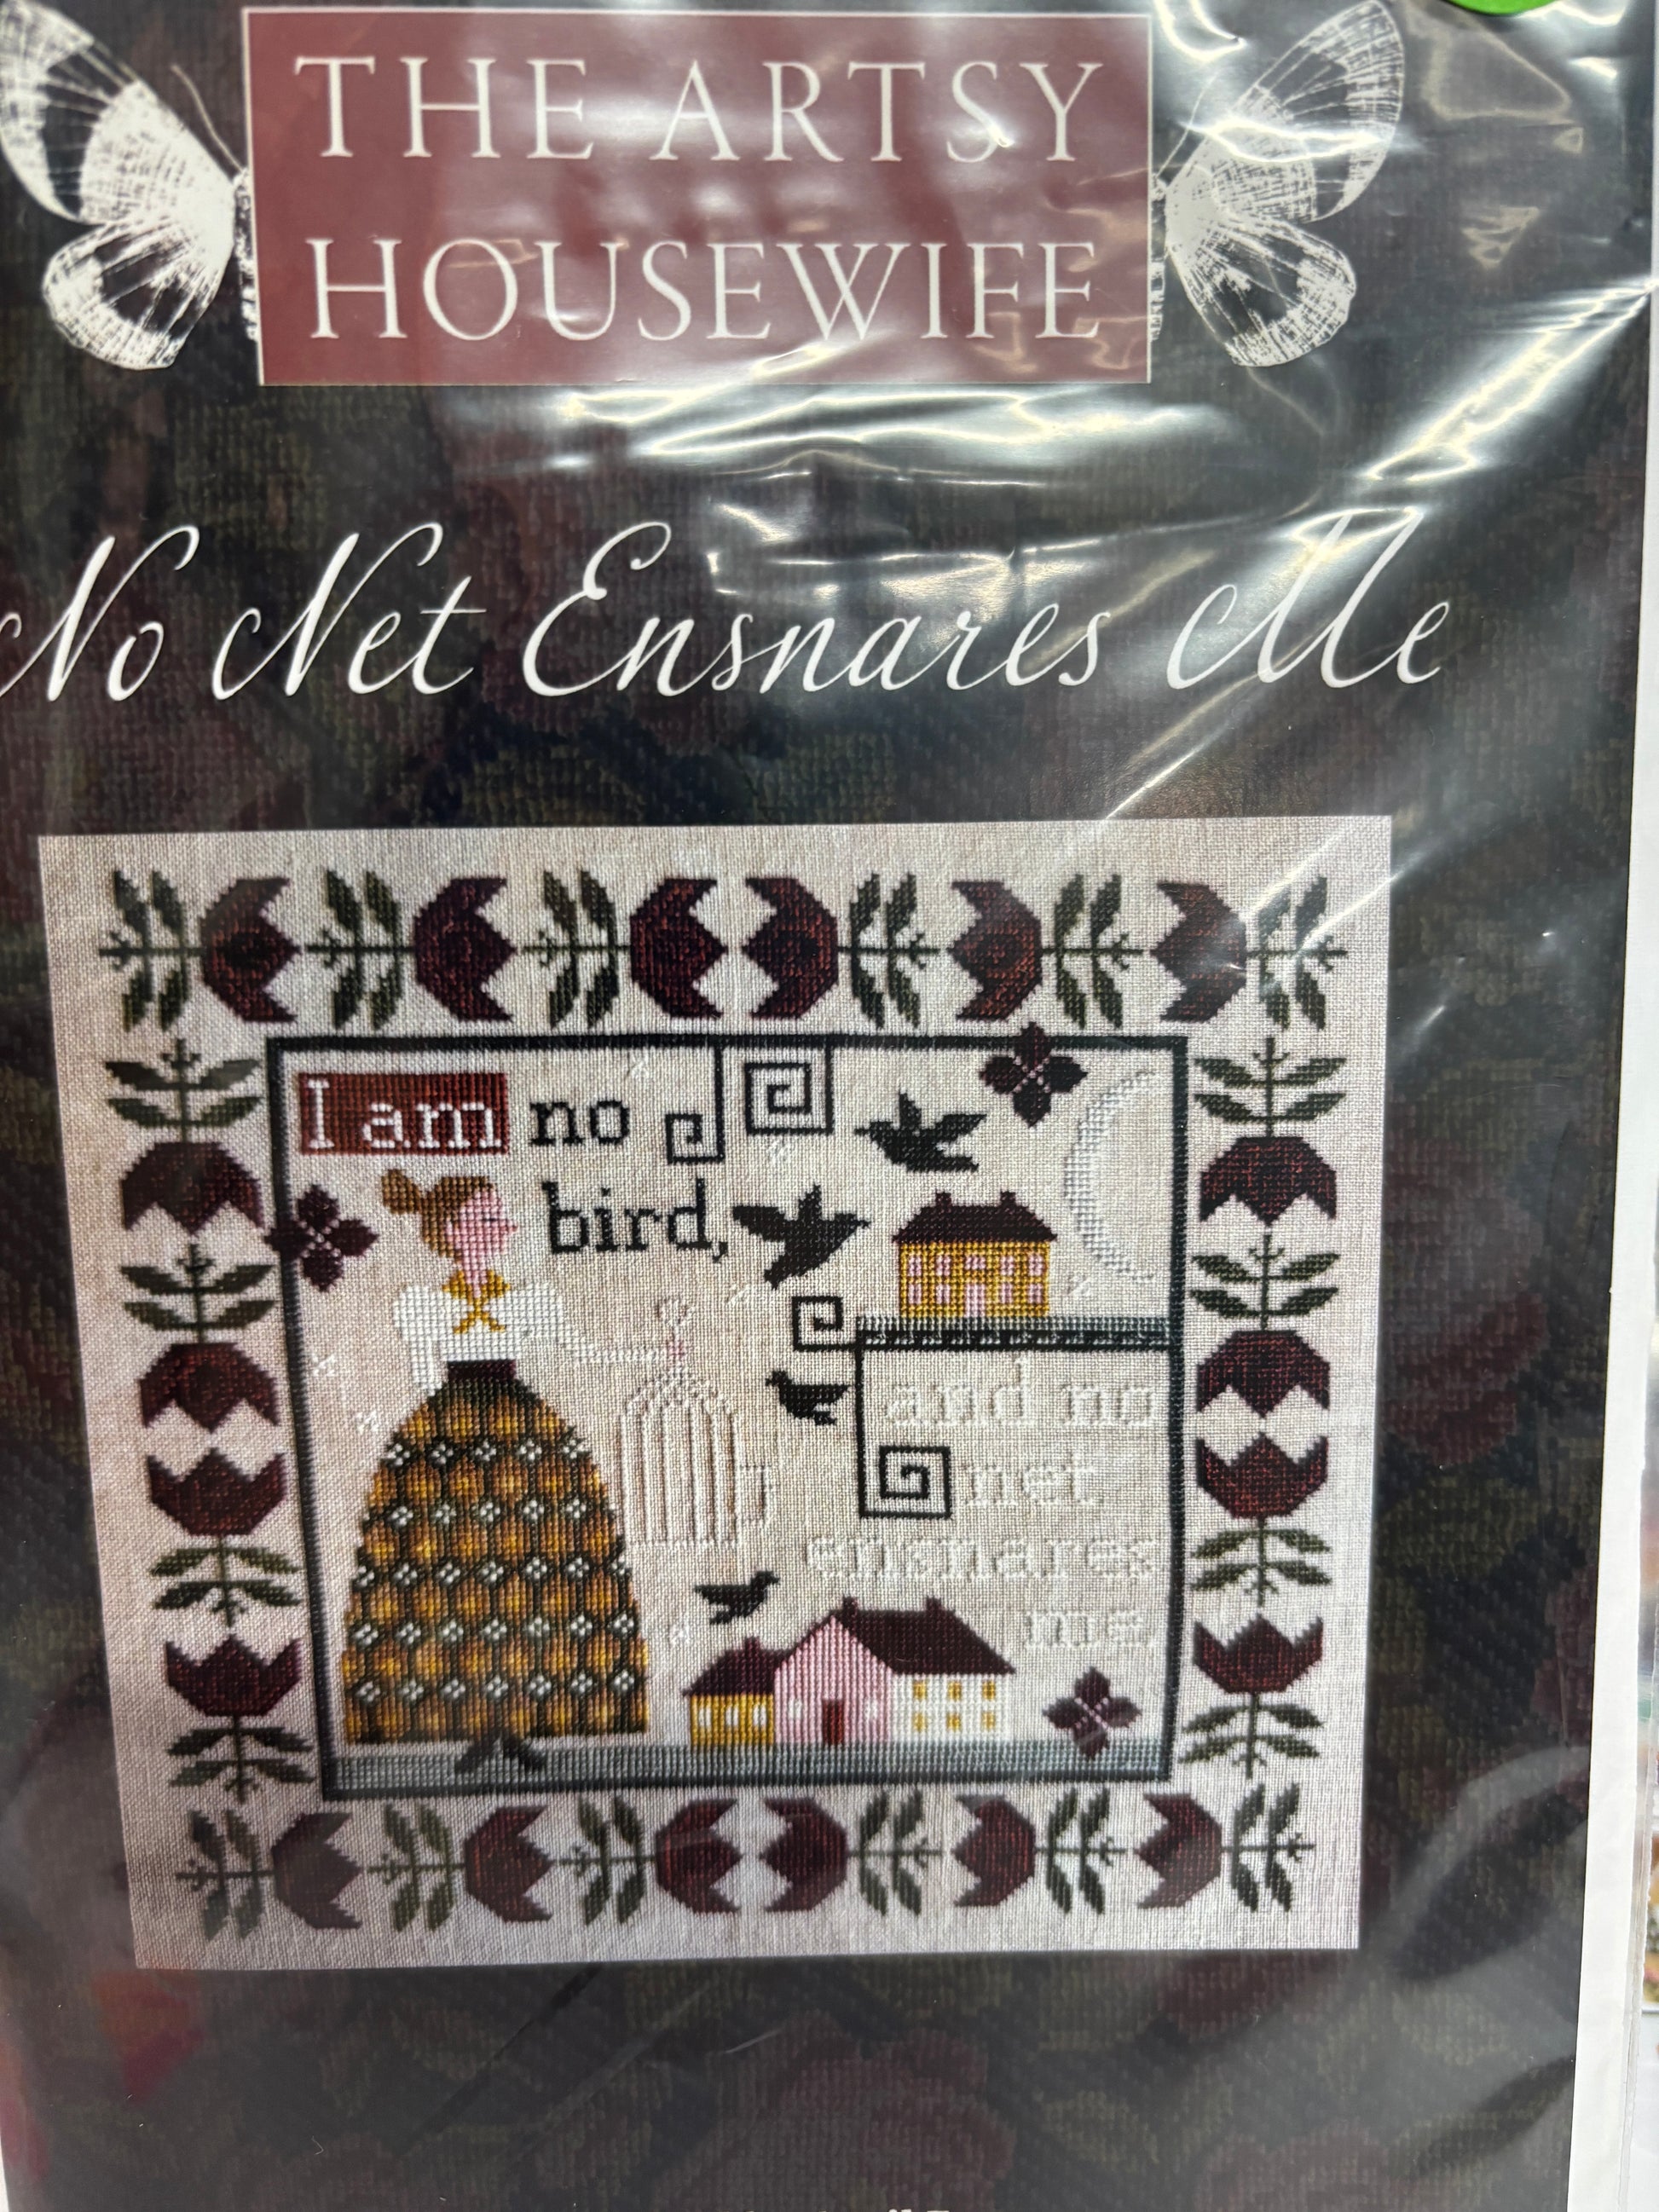 THE ARTSY
HOUSEWIFE
No Net Ensnares Me
I am no
bird,
and no
net
ensnares
me